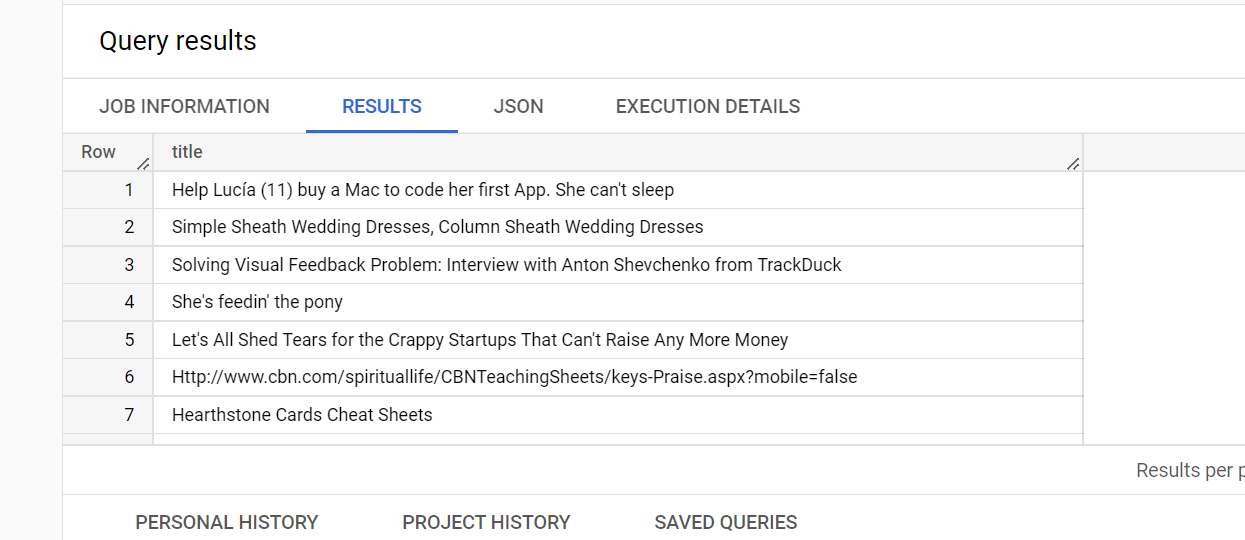 Query results
JOB INFORMATION RESULTS JSON EXECUTION DETAILS
Row title
1 Help Lucía (11) buy a Mac to code her first App. She can't sleep
2 Simple Sheath Wedding Dresses, Column Sheath Wedding Dresses
3 Solving Visual Feedback Problem: Interview with Anton Shevchenko from TrackDuck
4 She's feedin' the pony
5 Let's All Shed Tears for the Crappy Startups That Can't Raise Any More Money
6 Http://www.cbn.com/spirituallife/CBNTeachingSheets/keys-Praise.aspx?mobile=false
7 Hearthstone Cards Cheat Sheets
Results per p
PERSONAL HISTORY PROJECT HISTORY SAVED QUERIES